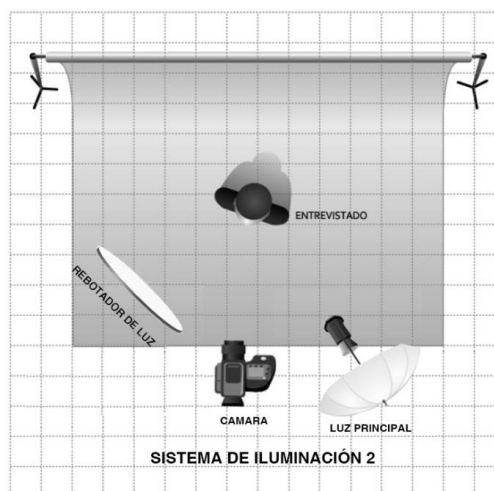 ENTREVISTADO
REBOTADOR DE LUZ
CAMARA
LUZ PRINCIPAL
SISTEMA DE ILUMINACIÓN 2